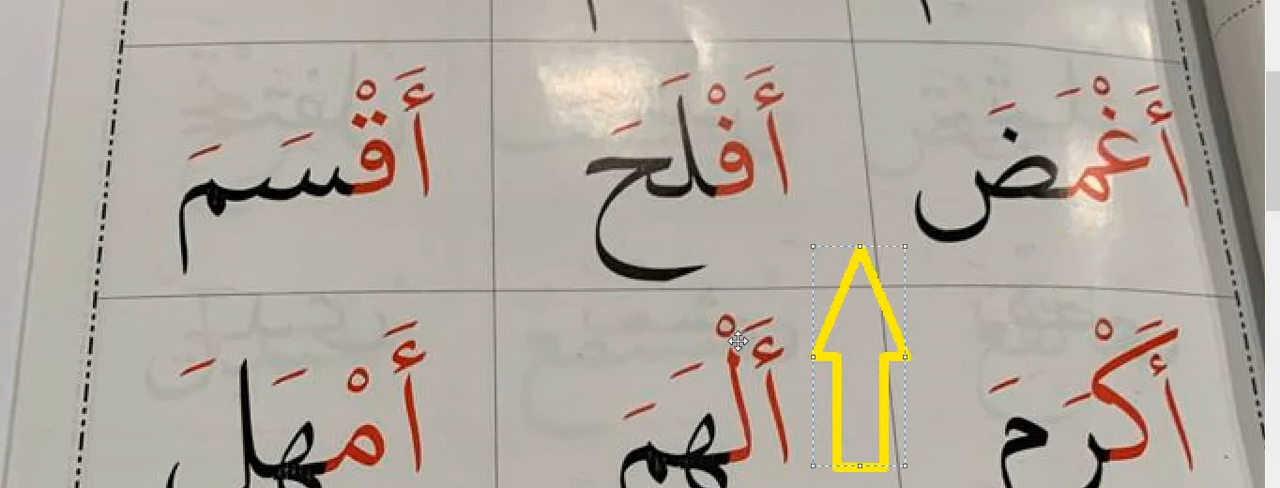 أَغْمَضَ أَفْلَحَ أَقْسَمَ
أَكْرَمَ أَلْهَمَ أَمْهَلَ